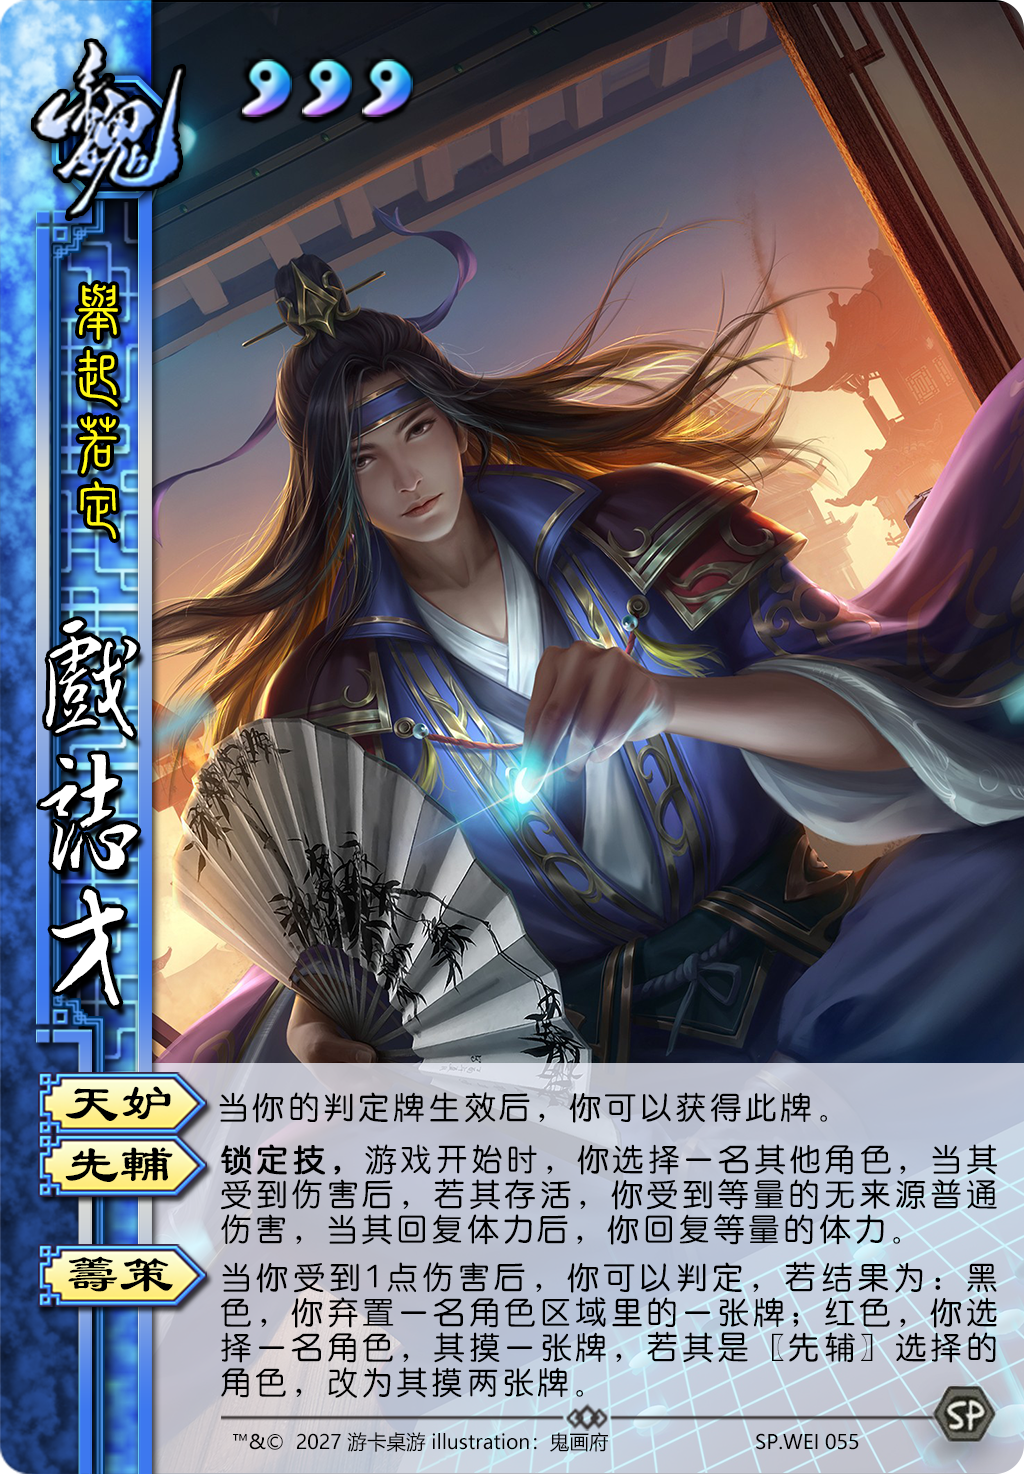 魏
舉起若定
戲誌才
天妒
当你的判定牌生效后，你可以获得此牌。
先輔
锁定技，游戏开始时，你选择一名其他角色，当其
受到伤害后，若其存活，你受到等量的无来源普通
伤害，当其回复体力后，你回复等量的体力。
籌策
当你受到1点伤害后，你可以判定，若结果为：黑
色，你弃置一名角色区域里的一张牌；红色，你选
择一名角色，其摸一张牌，若其是〖先辅〗选择的
角色，改为其摸两张牌。
SP
™&© 2027 游卡桌游 illustration：鬼画府
SP.WEI 055